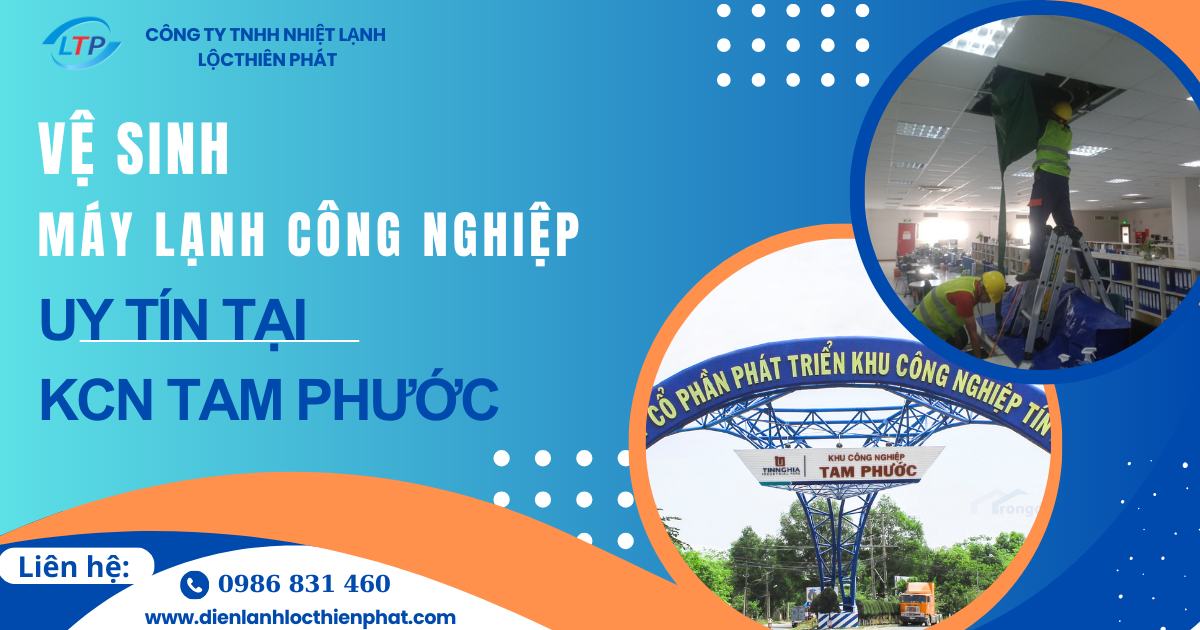 LTP
CÔNG TY TNHH NHIỆT LẠNH
LỘCTHIÊN PHÁT
VỆ SINH
MÁY LẠNH CÔNG NGHIỆP
UY TÍN TẠI
KCN TAM PHƯỚC
CỔ PHẦN PHÁT TRIỂN KHU CÔNG NGHIỆP TÍN
TINNGHIA
INDUSTRIAL PARK
KHU CÔNG NGHIỆP
TAM PHƯỚC
Liên hệ:
0986 831 460
www.dienlanhlocthienphat.com